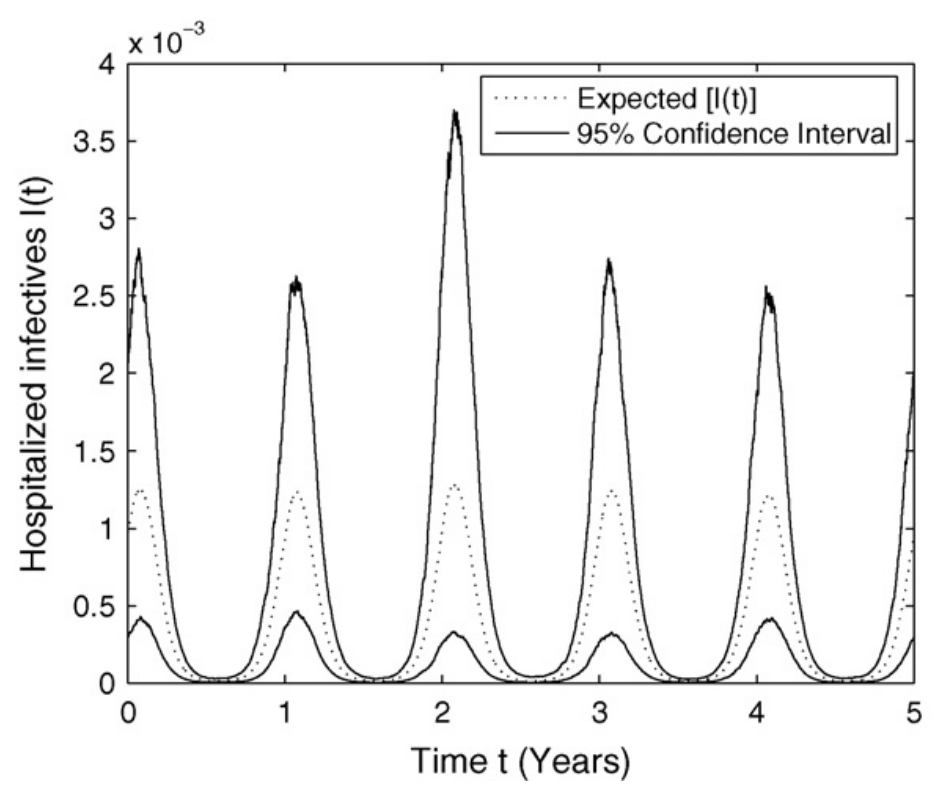 x 10⁻³
4
3.5
3
2.5
2
1.5
1
0.5
0
Hospitalized infectives I(t)
Expected [I(t)]
95% Confidence Interval
0 1 2 3 4 5
Time t (Years)